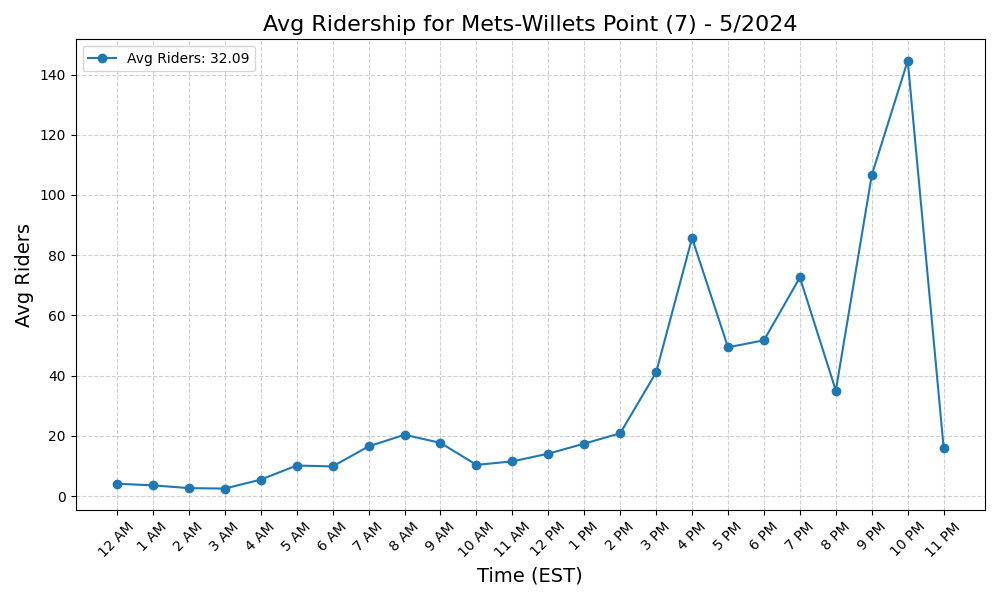 Avg Ridership for Mets-Willets Point (7) - 5/2024
Avg Riders: 32.09
Avg Riders
140
120
100
80
60
40
20
0
12 AM
1 AM
2 AM
3 AM
4 AM
5 AM
6 AM
7 AM
8 AM
9 AM
10 AM
11 AM
12 PM
1 PM
2 PM
3 PM
4 PM
5 PM
6 PM
7 PM
8 PM
9 PM
10 PM
11 PM
Time (EST)